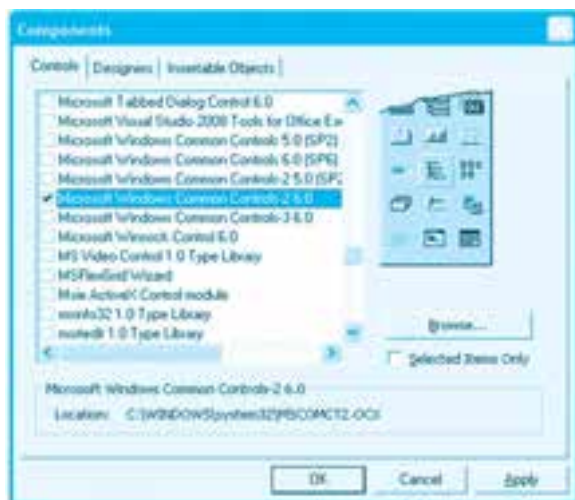 Components
Controls | Designers | Insertable Objects |
Microsoft Tabbed Dialog Control 6.0
Microsoft Visual Studio 2008 Tools for Office Exe
Microsoft Windows Common Controls 5.0 (SP2)
Microsoft Windows Common Controls 6.0 (SP6)
Microsoft Windows Common Controls-2 5.0 (SP2
Microsoft Windows Common Controls-2 6.0
Microsoft Windows Common Controls-3 6.0
Microsoft Winsock Control 6.0
MS Video Control 1.0 Type Library
MSFlexGrid Wizard
ActiveX Control module
msinfo32 1.0 Type Library
1.0 Type Library
Browse...
Selected Items Only
Microsoft Windows Common Controls-2 6.0
Location: C:\WINDOWS\system32\MSCOMCT2.OCX
OK
Cancel
Apply